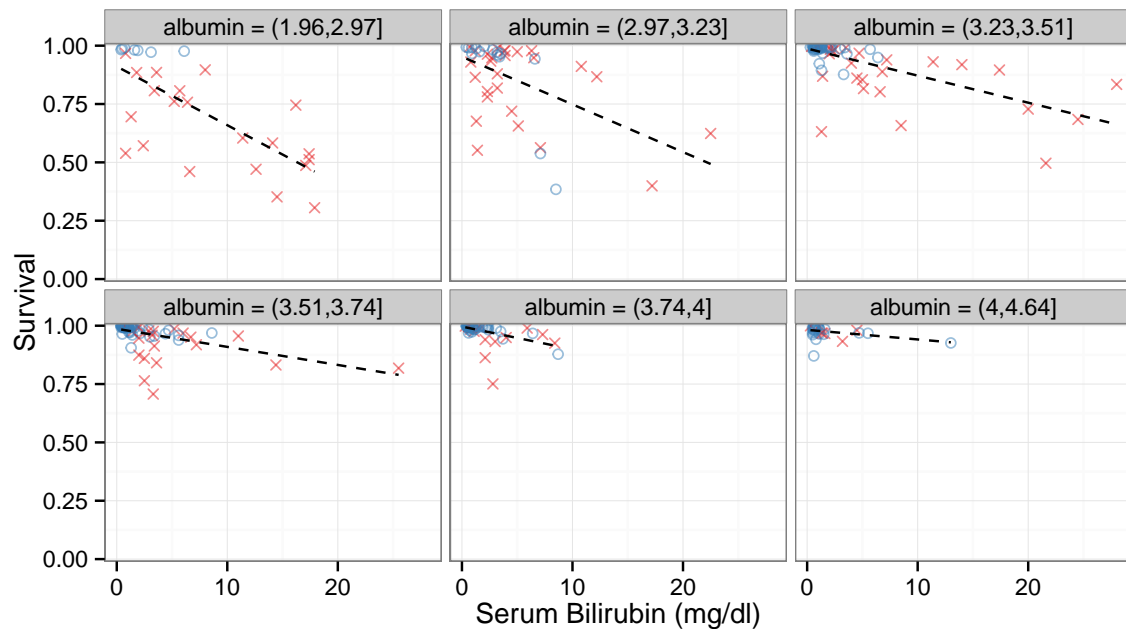 albumin = (1.96,2.97] albumin = (2.97,3.23] albumin = (3.23,3.51]
1.00
0.75
0.50
0.25
0.00
Survival
albumin = (3.51,3.74] albumin = (3.74,4] albumin = (4,4.64]
1.00
0.75
0.50
0.25
0.00
0 10 20 0 10 20 0 10 20
Serum Bilirubin (mg/dl)